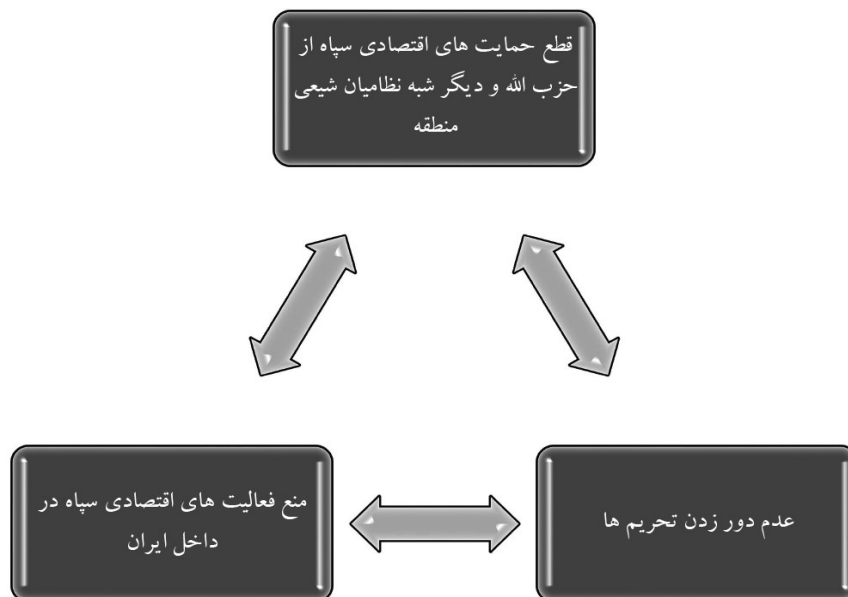 قطع حمایت های اقتصادی سپاه از
حزب الله و دیگر شبه نظامیان شیعی
منطقه
منع فعالیت های اقتصادی سپاه در
داخل ایران
عدم دور زدن تحریم ها